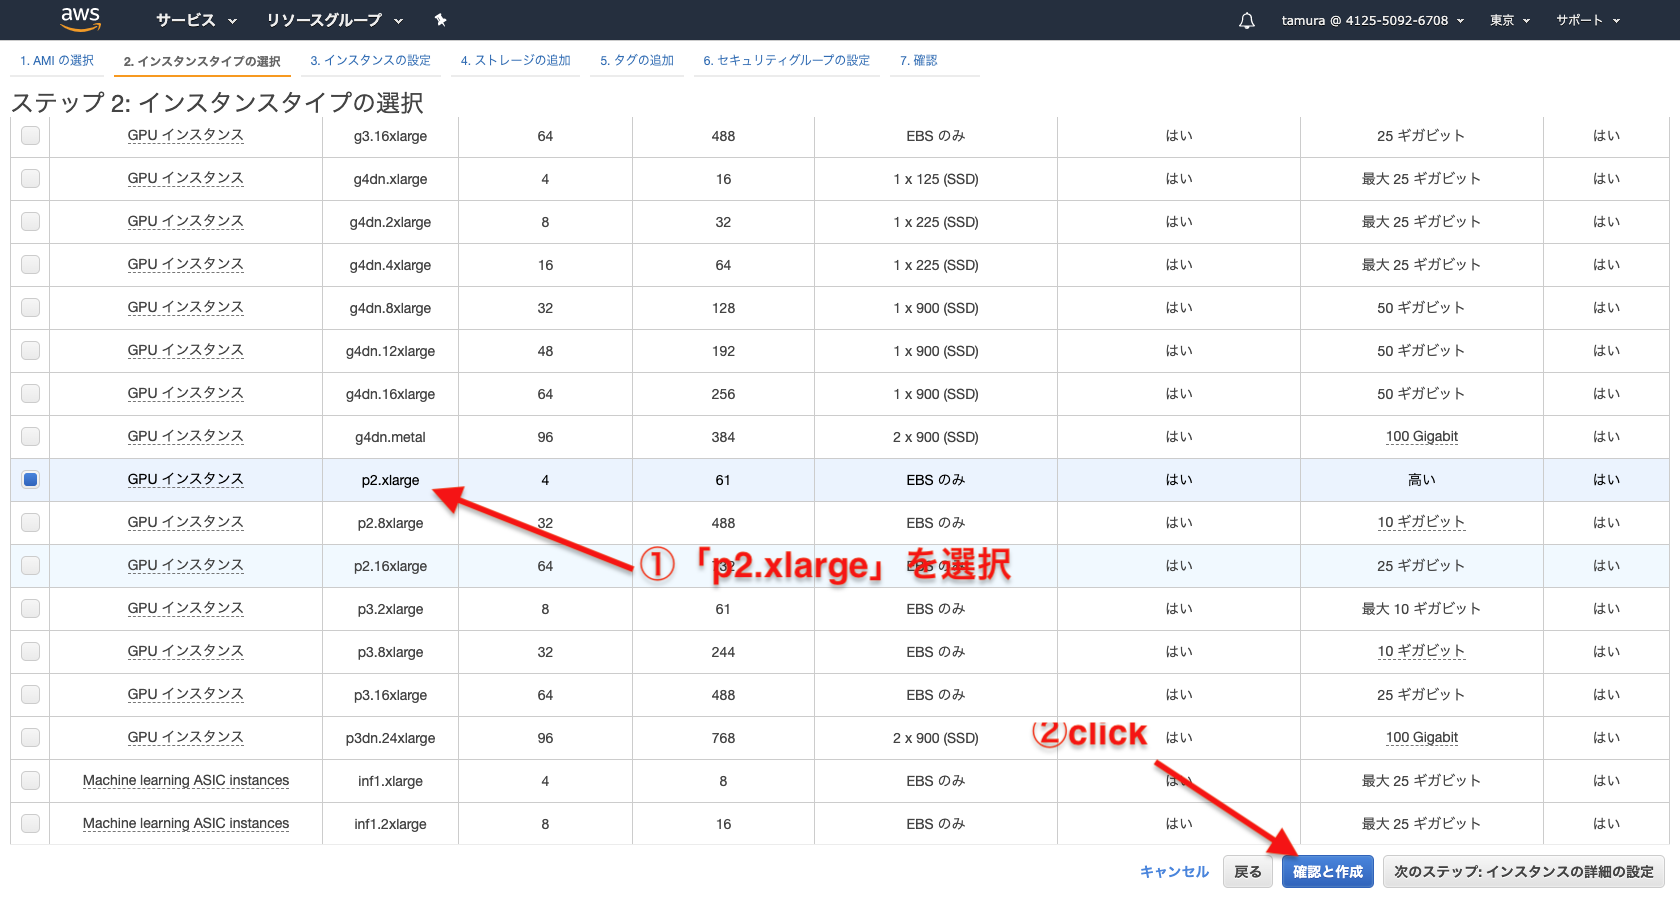 aws サービス リソースグループ tamura @ 4125-5092-6708 東京 サポート
1. AMI の選択 2. インスタンスタイプの選択 3. インスタンスの設定 4. ストレージの追加 5. タグの追加 6. セキュリティグループの設定 7. 確認
ステップ 2: インスタンスタイプの選択
GPU インスタンス g3.16xlarge 64 488 EBS のみ はい 25 ギガビット はい
GPU インスタンス g4dn.xlarge 4 16 1 x 125 (SSD) はい 最大 25 ギガビット はい
GPU インスタンス g4dn.2xlarge 8 32 1 x 225 (SSD) はい 最大 25 ギガビット はい
GPU インスタンス g4dn.4xlarge 16 64 1 x 225 (SSD) はい 最大 25 ギガビット はい
GPU インスタンス g4dn.8xlarge 32 128 1 x 900 (SSD) はい 50 ギガビット はい
GPU インスタンス g4dn.12xlarge 48 192 1 x 900 (SSD) はい 50 ギガビット はい
GPU インスタンス g4dn.16xlarge 64 256 1 x 900 (SSD) はい 50 ギガビット はい
GPU インスタンス g4dn.metal 96 384 2 x 900 (SSD) はい 100 Gigabit はい
GPU インスタンス p2.xlarge 4 61 EBS のみ はい 高い はい
GPU インスタンス p2.8xlarge 32 488 EBS のみ はい 10 ギガビット はい
GPU インスタンス p2.16xlarge 64 732 EBS のみ はい 25 ギガビット はい
①「p2.xlarge」を選択
GPU インスタンス p3.2xlarge 8 61 EBS のみ はい 最大 10 ギガビット はい
GPU インスタンス p3.8xlarge 32 244 EBS のみ はい 10 ギガビット はい
GPU インスタンス p3.16xlarge 64 488 EBS のみ はい 25 ギガビット はい
GPU インスタンス p3dn.24xlarge 96 768 2 x 900 (SSD) はい 100 Gigabit はい
②click
Machine learning ASIC instances inf1.xlarge 4 8 EBS のみ はい 最大 25 ギガビット はい
Machine learning ASIC instances inf1.2xlarge 8 16 EBS のみ はい 最大 25 ギガビット はい
キャンセル 戻る 確認と作成 次のステップ: インスタンスの詳細の設定